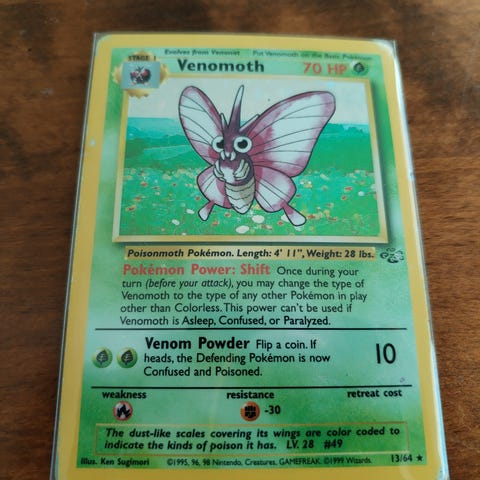 Evolves from Venonat Put Venomoth on the Basic Pokémon
STAGE 1
Venomoth 70 HP
Poisonmoth Pokémon. Length: 4' 11", Weight: 28 lbs.
Pokémon Power: Shift Once during your
turn (before your attack), you may change the type of
Venomoth to the type of any other Pokémon in play
other than Colorless. This power can't be used if
Venomoth is Asleep, Confused, or Paralyzed.
Venom Powder Flip a coin. If
heads, the Defending Pokémon is now
Confused and Poisoned.
10
weakness resistance retreat cost
-30
The dust-like scales covering its wings are color coded to
indicate the kinds of poison it has. LV. 28 #49
Illus. Ken Sugimori ©1995, 96, 98 Nintendo, Creatures, GAMEFREAK. ©1999 Wizards. 13/64 ★